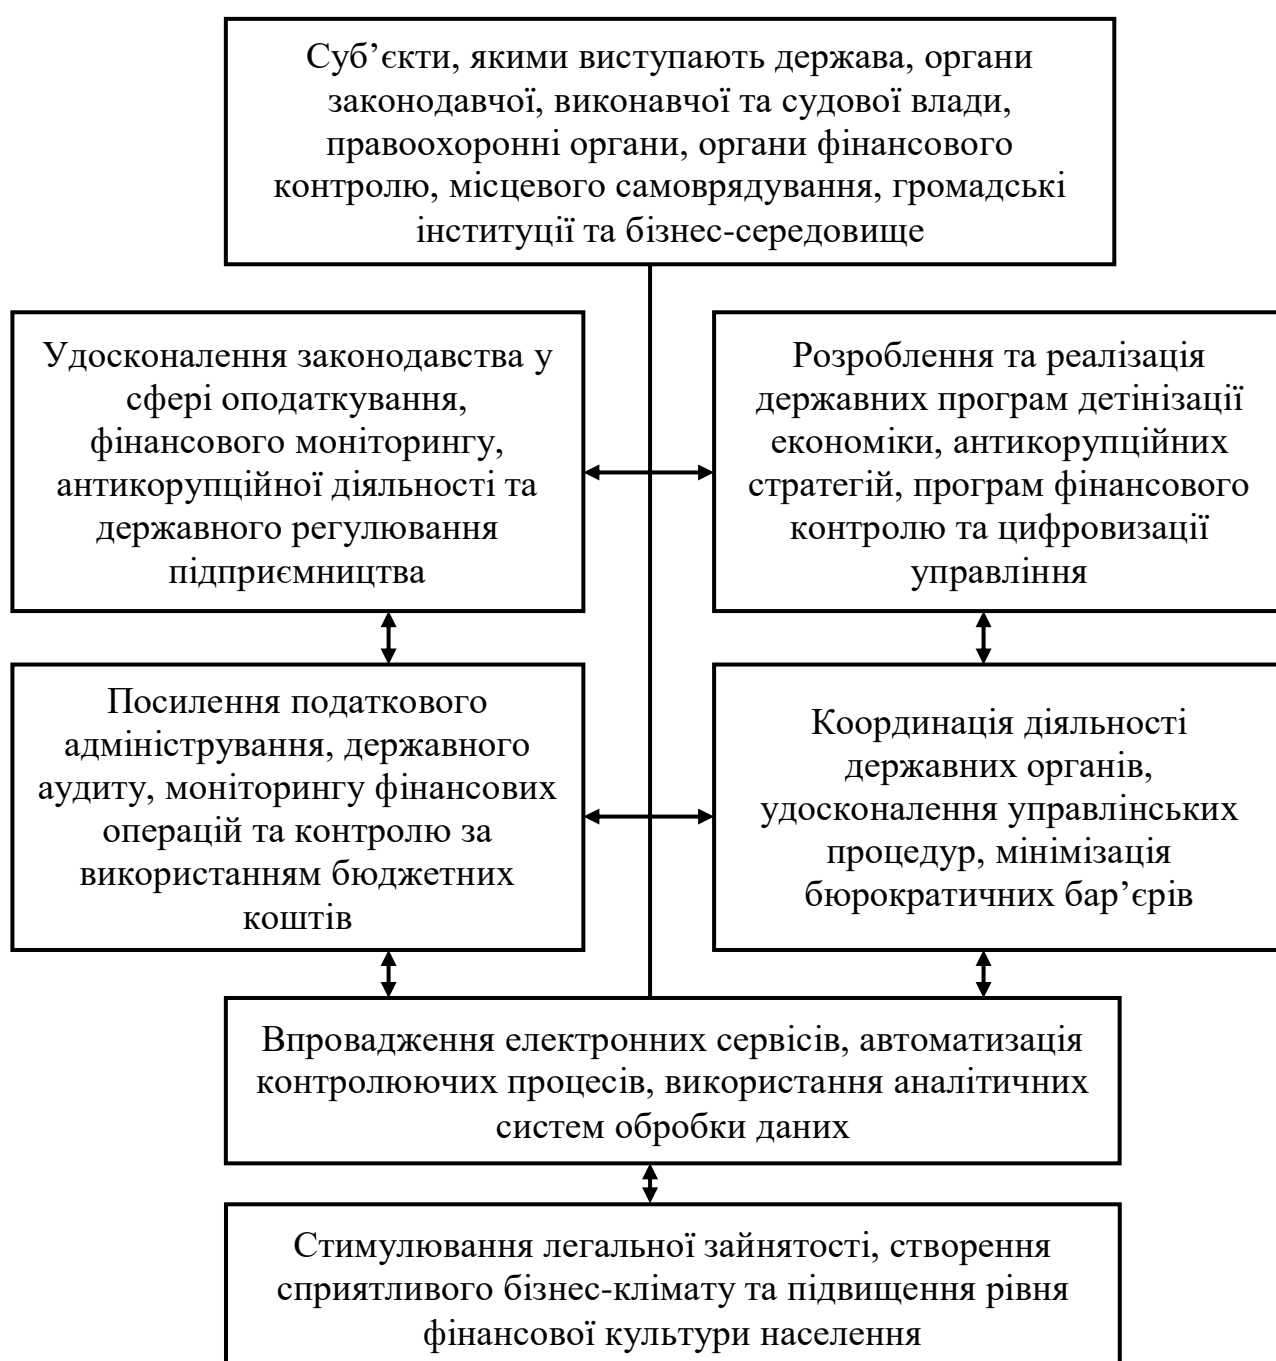 Суб’єкти, якими виступають держава, органи
законодавчої, виконавчої та судової влади,
правоохоронні органи, органи фінансового
контролю, місцевого самоврядування, громадські
інституції та бізнес-середовище
Удосконалення законодавства у
сфері оподаткування,
фінансового моніторингу,
антикорупційної діяльності та
державного регулювання
підприємництва
Розроблення та реалізація
державних програм детінізації
економіки, антикорупційних
стратегій, програм фінансового
контролю та цифровизації
управління
Посилення податкового
адміністрування, державного
аудиту, моніторингу фінансових
операцій та контролю за
використанням бюджетних
коштів
Координація діяльності
державних органів,
удосконалення управлінських
процедур, мінімізація
бюрократичних бар’єрів
Впровадження електронних сервісів, автоматизація
контролюючих процесів, використання аналітичних
систем обробки даних
Стимулювання легальної зайнятості, створення
сприятливого бізнес-клімату та підвищення рівня
фінансової культури населення